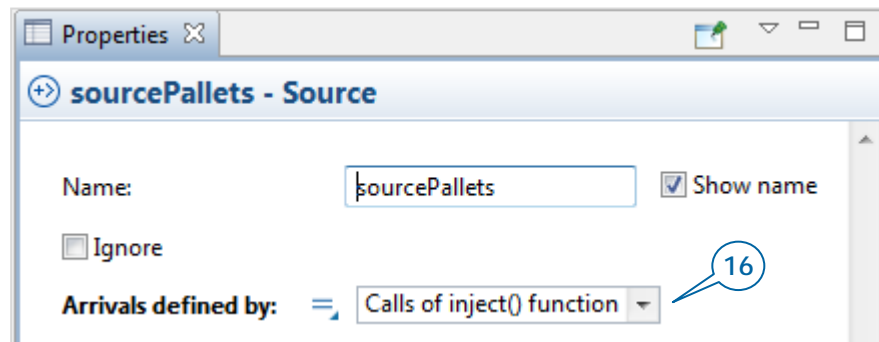 Properties
sourcePallets - Source
Name: sourcePallets Show name
Ignore
16
Arrivals defined by: Calls of inject() function